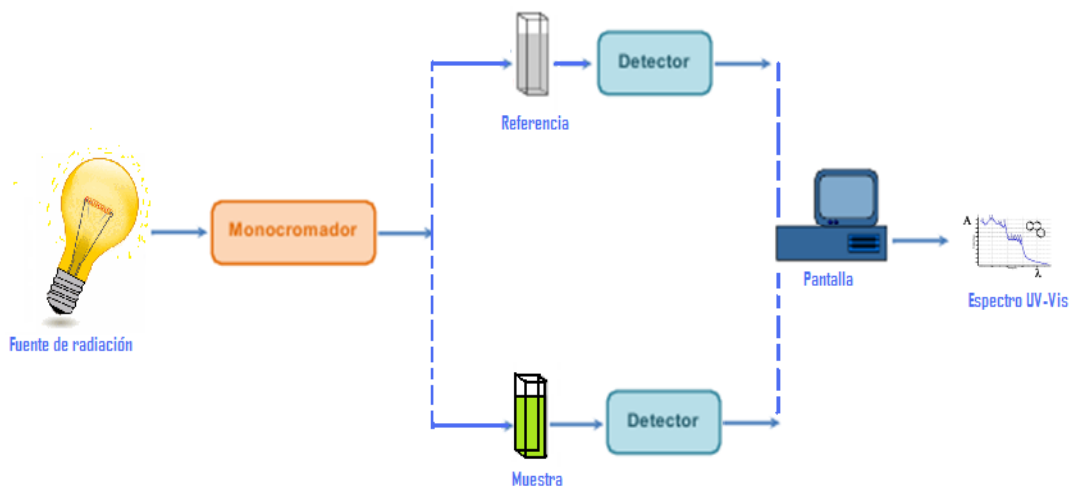 Detector
Referencia
Monocromador
Fuente de radiación
Pantalla
A
λ
Espectro UV-Vis
Detector
Muestra